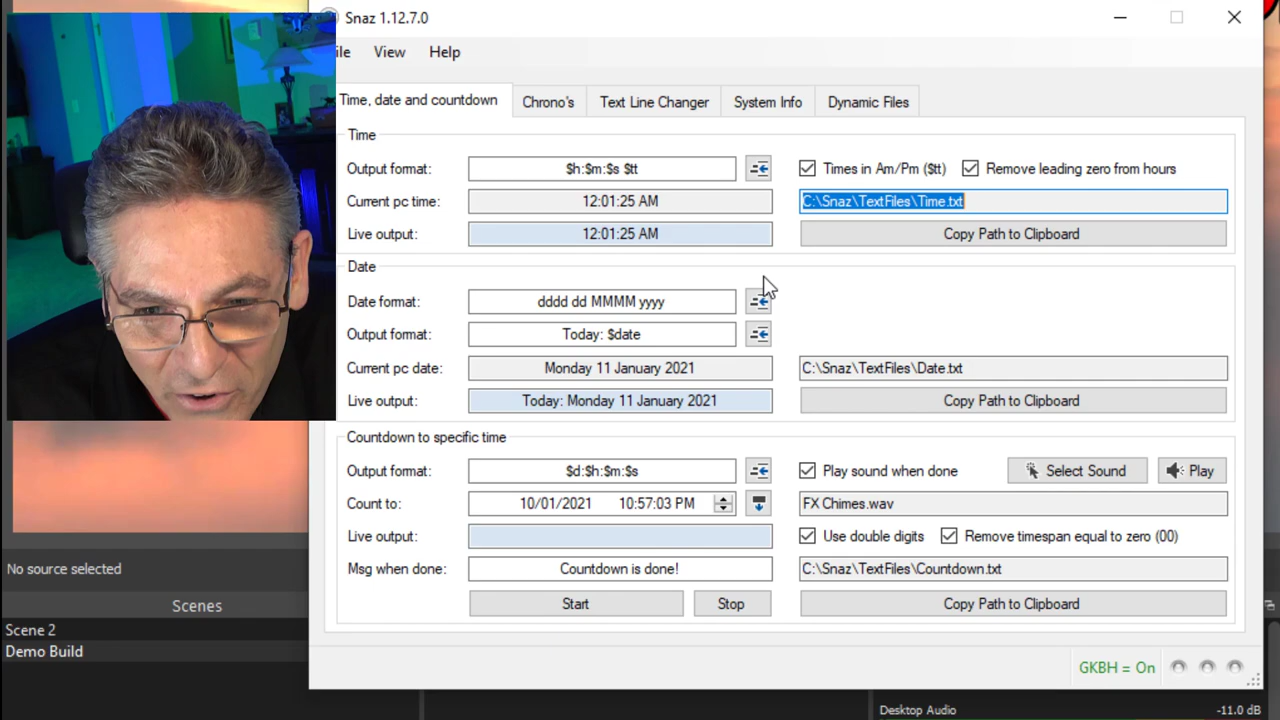 Snaz 1.12.7.0
ile View Help
Time, date and countdown Chrono's Text Line Changer System Info Dynamic Files
Time
Output format: $h:$m:$s $tt Times in Am/Pm ($tt) Remove leading zero from hours
Current pc time: 12:01:25 AM C:\Snaz\TextFiles\Time.txt
Live output: 12:01:25 AM Copy Path to Clipboard
Date
Date format: dddd dd MMMM yyyy
Output format: Today: $date
Current pc date: Monday 11 January 2021 C:\Snaz\TextFiles\Date.txt
Live output: Today: Monday 11 January 2021 Copy Path to Clipboard
Countdown to specific time
Output format: $d:$h:$m:$s Play sound when done Select Sound Play
Count to: 10/01/2021 10:57:03 PM FX Chimes.wav
Live output: Use double digits Remove timespan equal to zero (00)
Msg when done: Countdown is done! C:\Snaz\TextFiles\Countdown.txt
Start Stop Copy Path to Clipboard
GKBH = On
No source selected
Scenes
Scene 2
Demo Build
Desktop Audio -11.0 dB